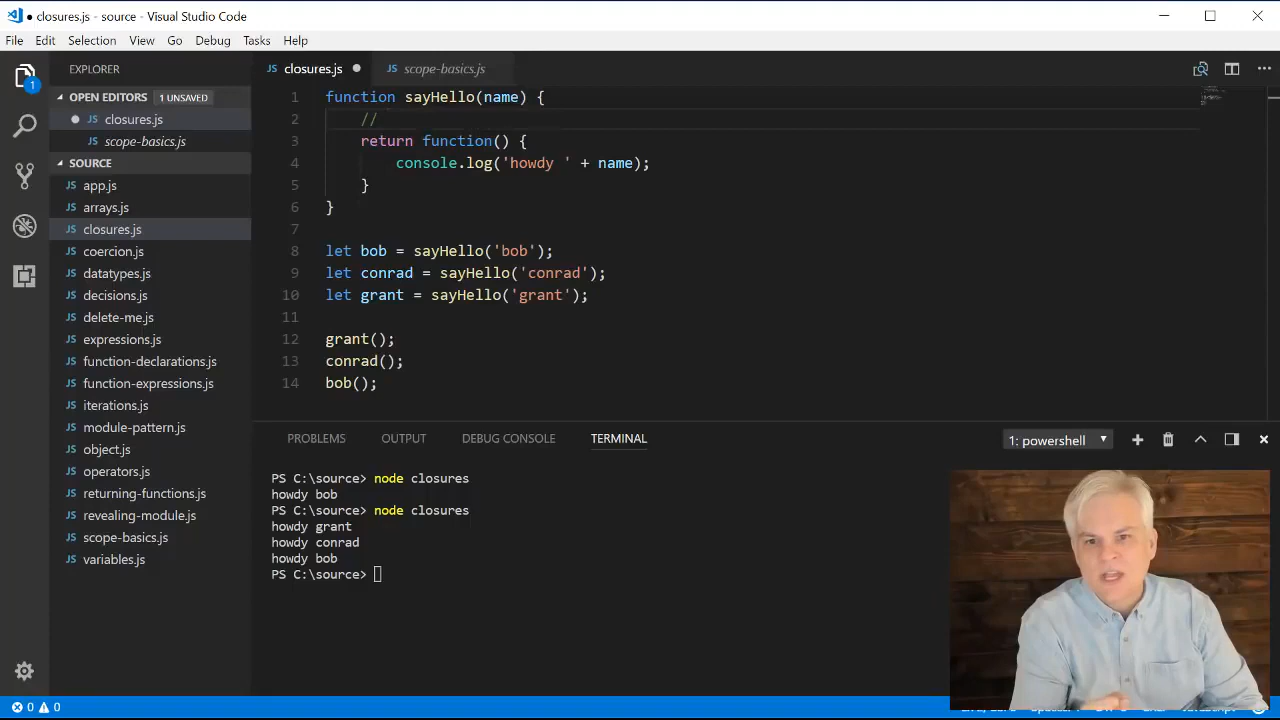 closures.js - source - Visual Studio Code
File Edit Selection View Go Debug Tasks Help
EXPLORER
OPEN EDITORS 1 UNSAVED
closures.js
scope-basics.js
SOURCE
app.js
arrays.js
closures.js
coercion.js
datatypes.js
decisions.js
delete-me.js
expressions.js
function-declarations.js
function-expressions.js
iterations.js
module-pattern.js
object.js
operators.js
returning-functions.js
revealing-module.js
scope-basics.js
variables.js
1
JS closures.js JS scope-basics.js
1 function sayHello(name) {
2 //
3 return function() {
4 console.log('howdy ' + name);
5 }
6 }
7
8 let bob = sayHello('bob');
9 let conrad = sayHello('conrad');
10 let grant = sayHello('grant');
11
12 grant();
13 conrad();
14 bob();
PROBLEMS OUTPUT DEBUG CONSOLE TERMINAL 1: powershell
PS C:\source> node closures
howdy bob
PS C:\source> node closures
howdy grant
howdy conrad
howdy bob
PS C:\source>
0 0